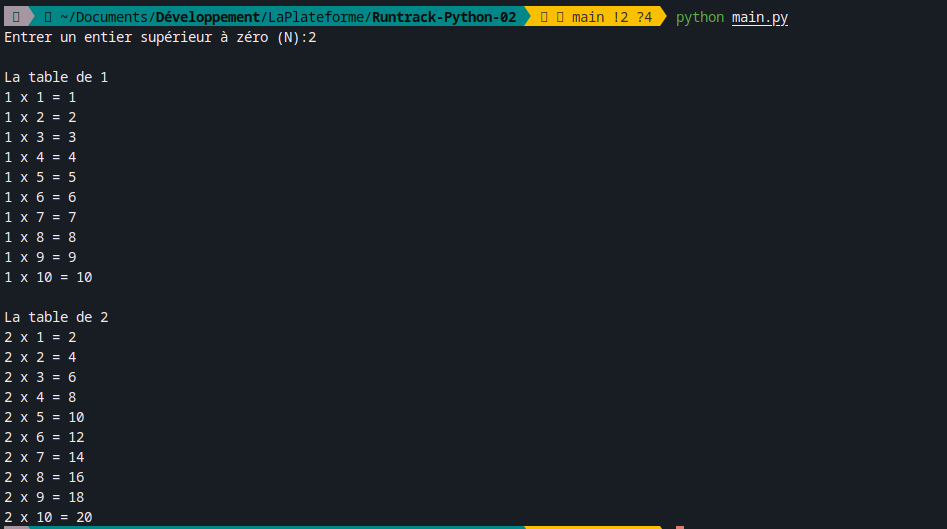 ~/Documents/Développement/LaPlateforme/Runtrack-Python-02 main !2 ?4 python main.py
Entrer un entier supérieur à zéro (N):2
La table de 1
1 x 1 = 1
1 x 2 = 2
1 x 3 = 3
1 x 4 = 4
1 x 5 = 5
1 x 6 = 6
1 x 7 = 7
1 x 8 = 8
1 x 9 = 9
1 x 10 = 10
La table de 2
2 x 1 = 2
2 x 2 = 4
2 x 3 = 6
2 x 4 = 8
2 x 5 = 10
2 x 6 = 12
2 x 7 = 14
2 x 8 = 16
2 x 9 = 18
2 x 10 = 20